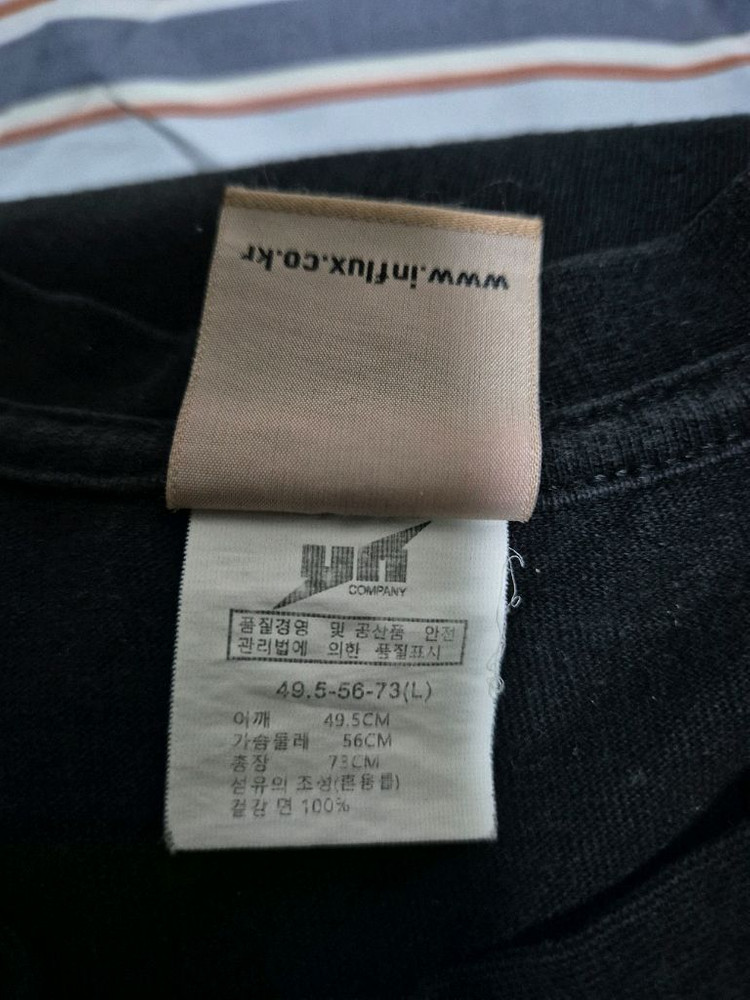 www.influx.co.kr
COMPANY
품질경영 및 공산품 안전
관리법에 의한 품질표시
49.5-56-73(L)
어깨 49.5CM
가슴둘레 56CM
총장 73CM
섬유의 조성(혼용률)
겉감 면 100%